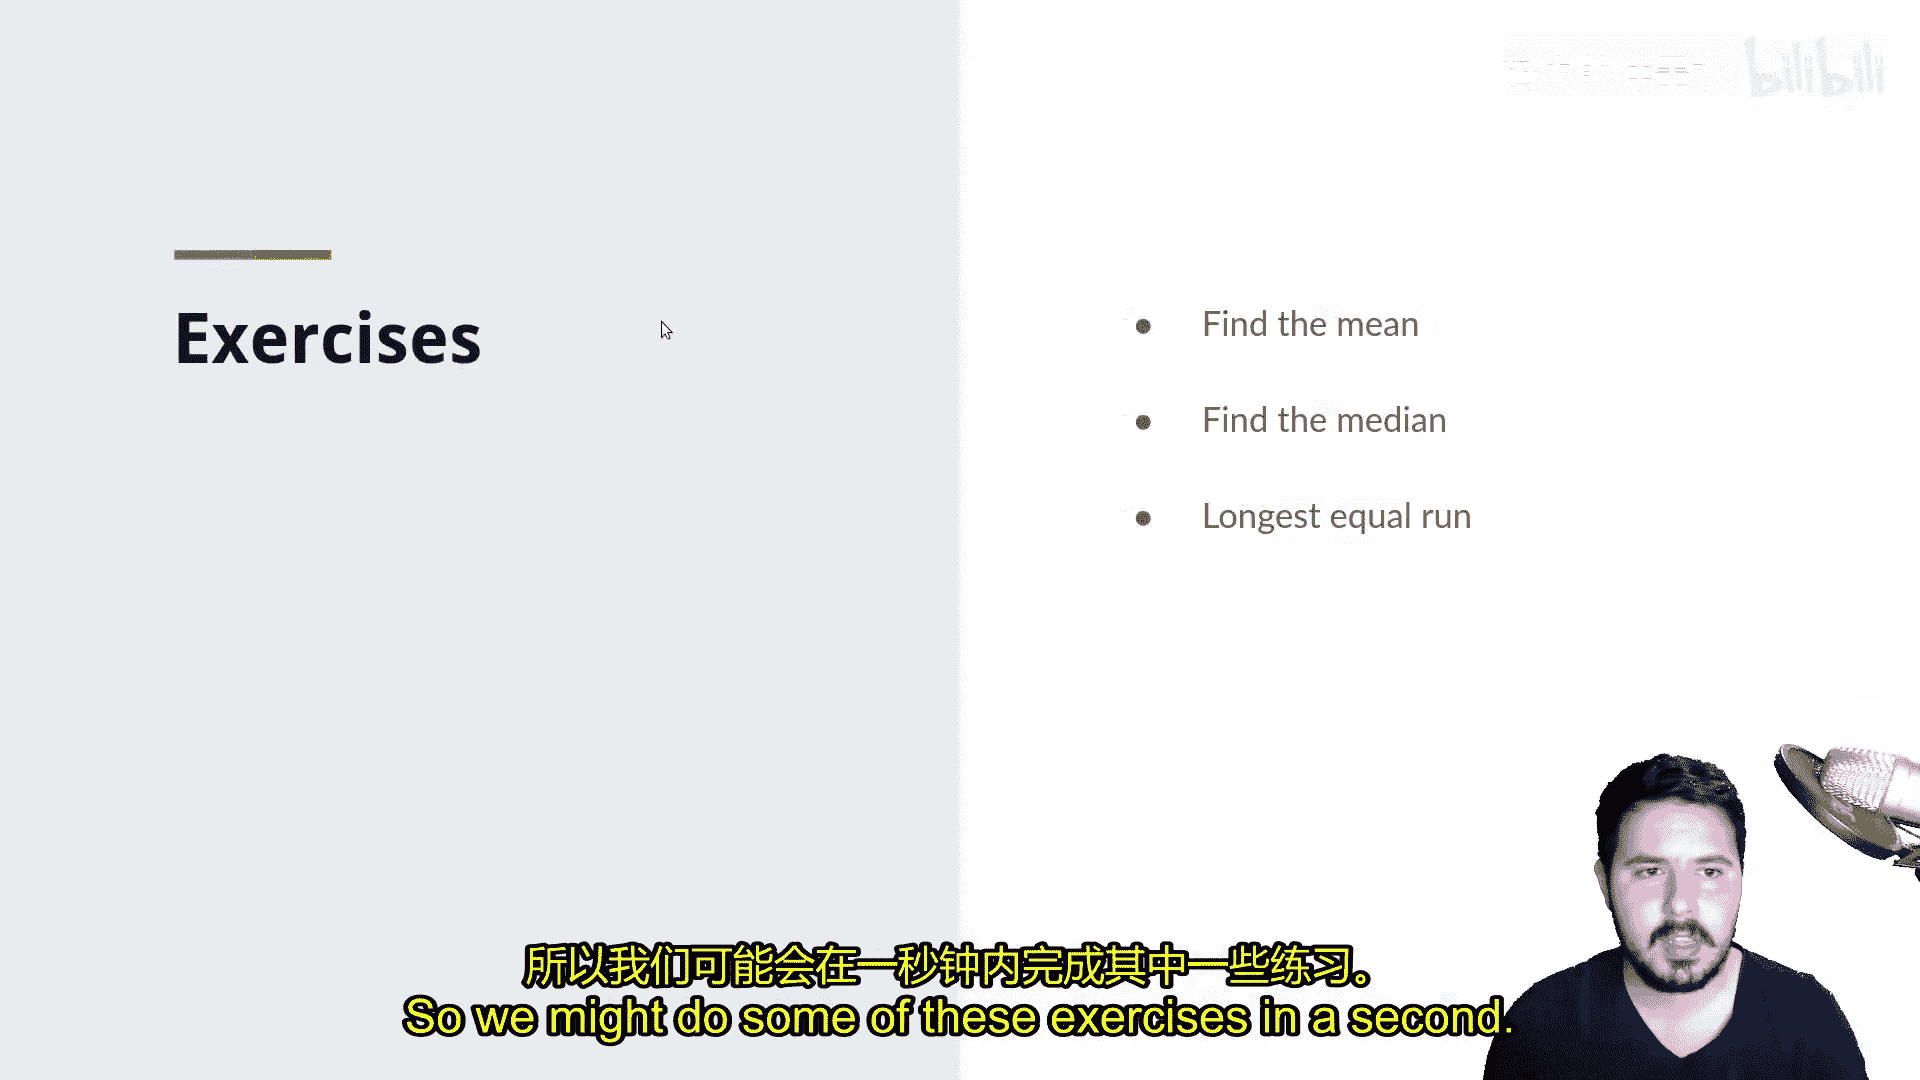 bilibili
Exercises
Find the mean
Find the median
Longest equal run
所以我们可能会在一秒钟内完成其中一些练习。
So we might do some of these exercises in a second.